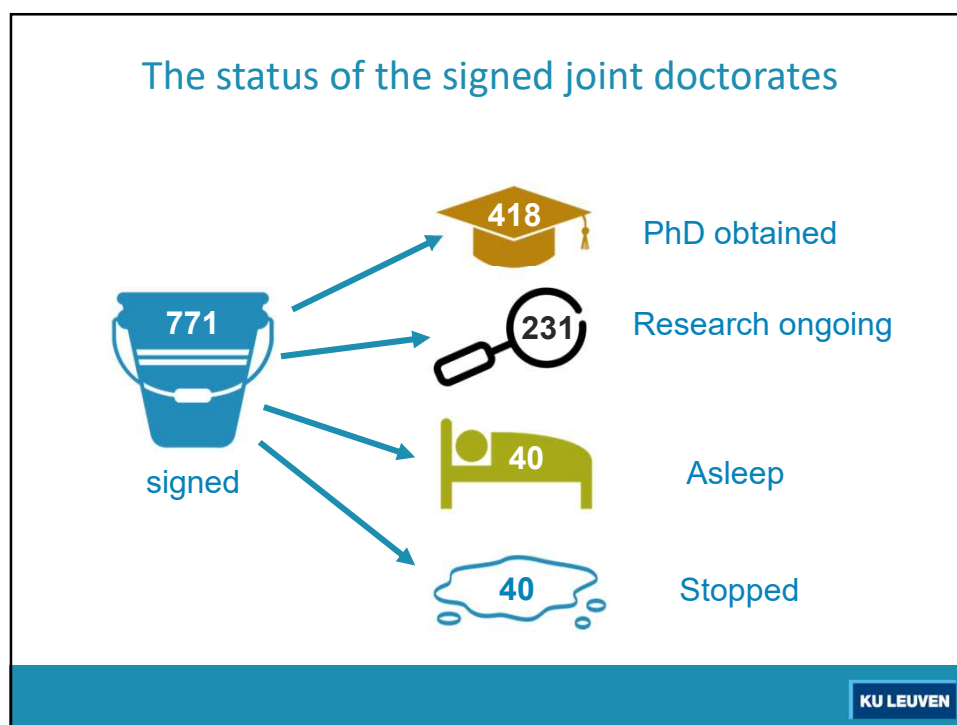 The status of the signed joint doctorates
418
PhD obtained
771
231
Research ongoing
signed
40
Asleep
40
Stopped
KU LEUVEN